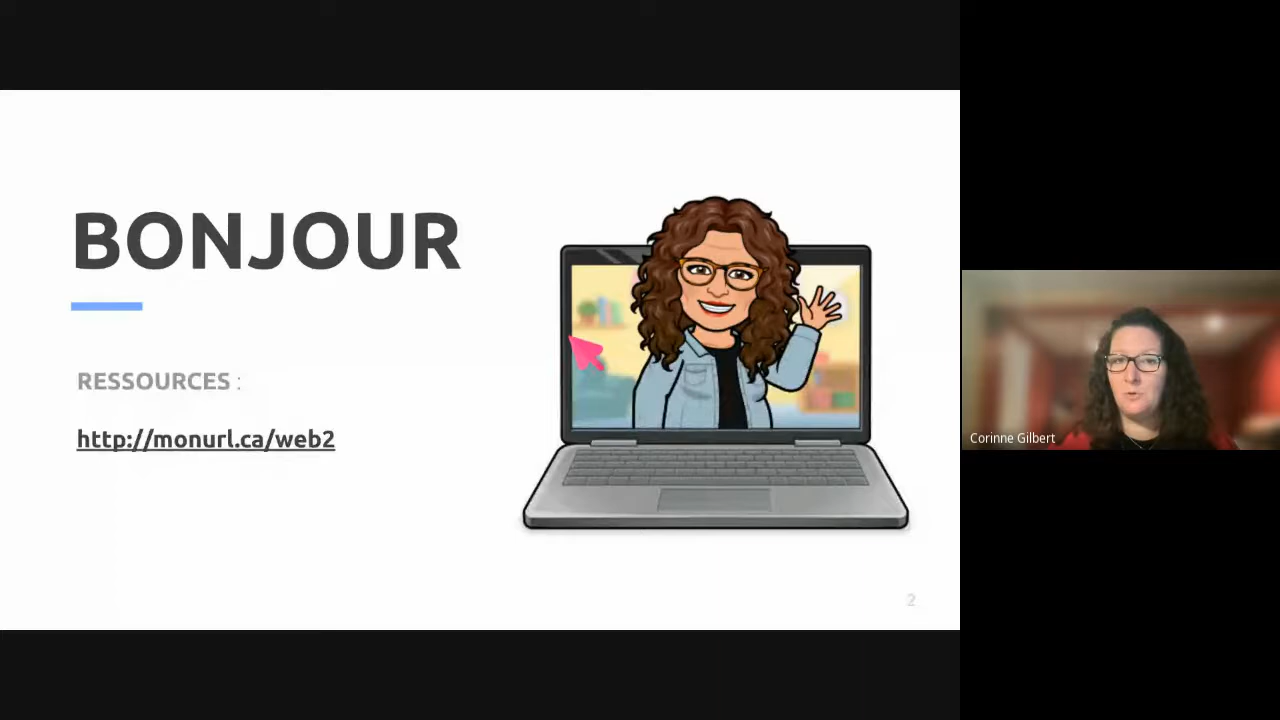 BONJOUR
RESSOURCES :
http://monurl.ca/web2
2
Corinne Gilbert